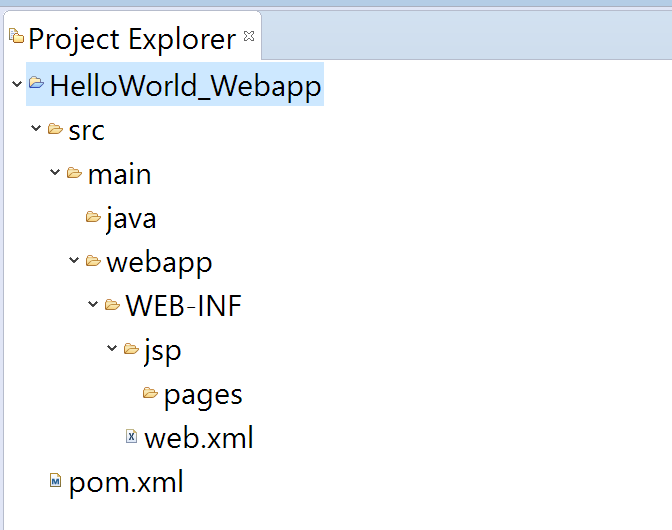 Project Explorer
HelloWorld_Webapp
src
main
java
webapp
WEB-INF
jsp
pages
web.xml
pom.xml